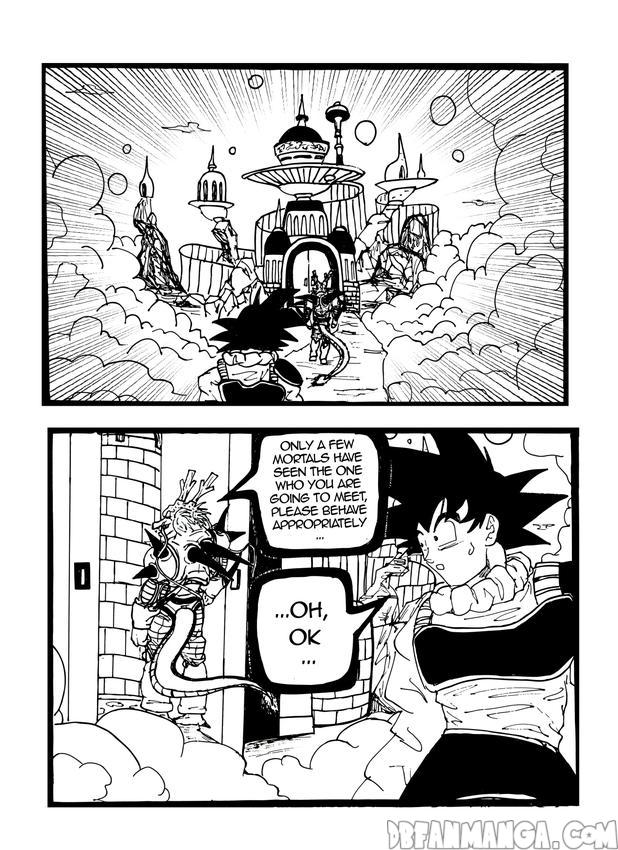 ONLY A FEW
MORTALS HAVE
SEEN THE ONE
WHO YOU ARE
GOING TO MEET,
PLEASE BEHAVE
APPROPRIATELY
...
...OH,
OK
...
DBFANMANGA.COM